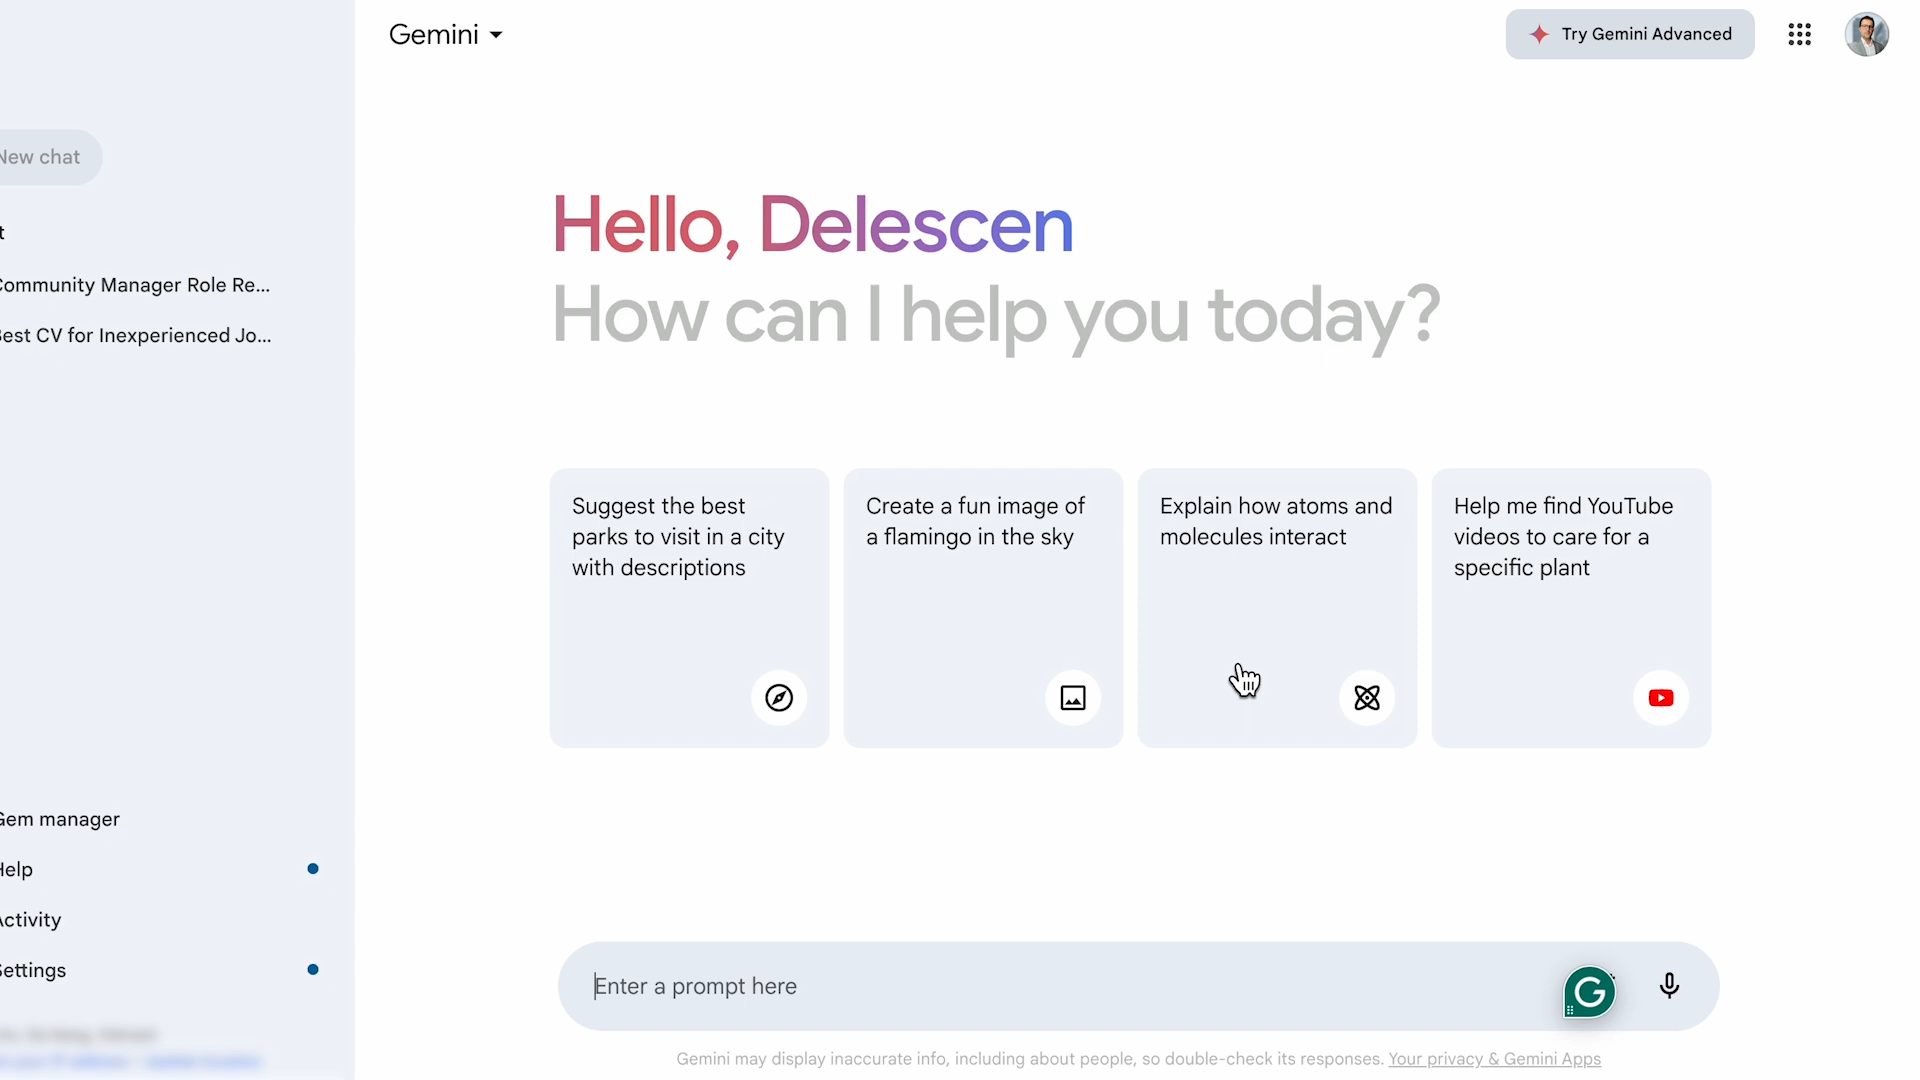 Gemini
Try Gemini Advanced
New chat
t
Community Manager Role Re...
Best CV for Inexperienced Jo...
Gem manager
Help
Activity
Settings
Hello, Delescen
How can I help you today?
Suggest the best
parks to visit in a city
with descriptions
Create a fun image of
a flamingo in the sky
Explain how atoms and
molecules interact
Help me find YouTube
videos to care for a
specific plant
Enter a prompt here
G
Gemini may display inaccurate info, including about people, so double-check its responses. Your privacy & Gemini Apps